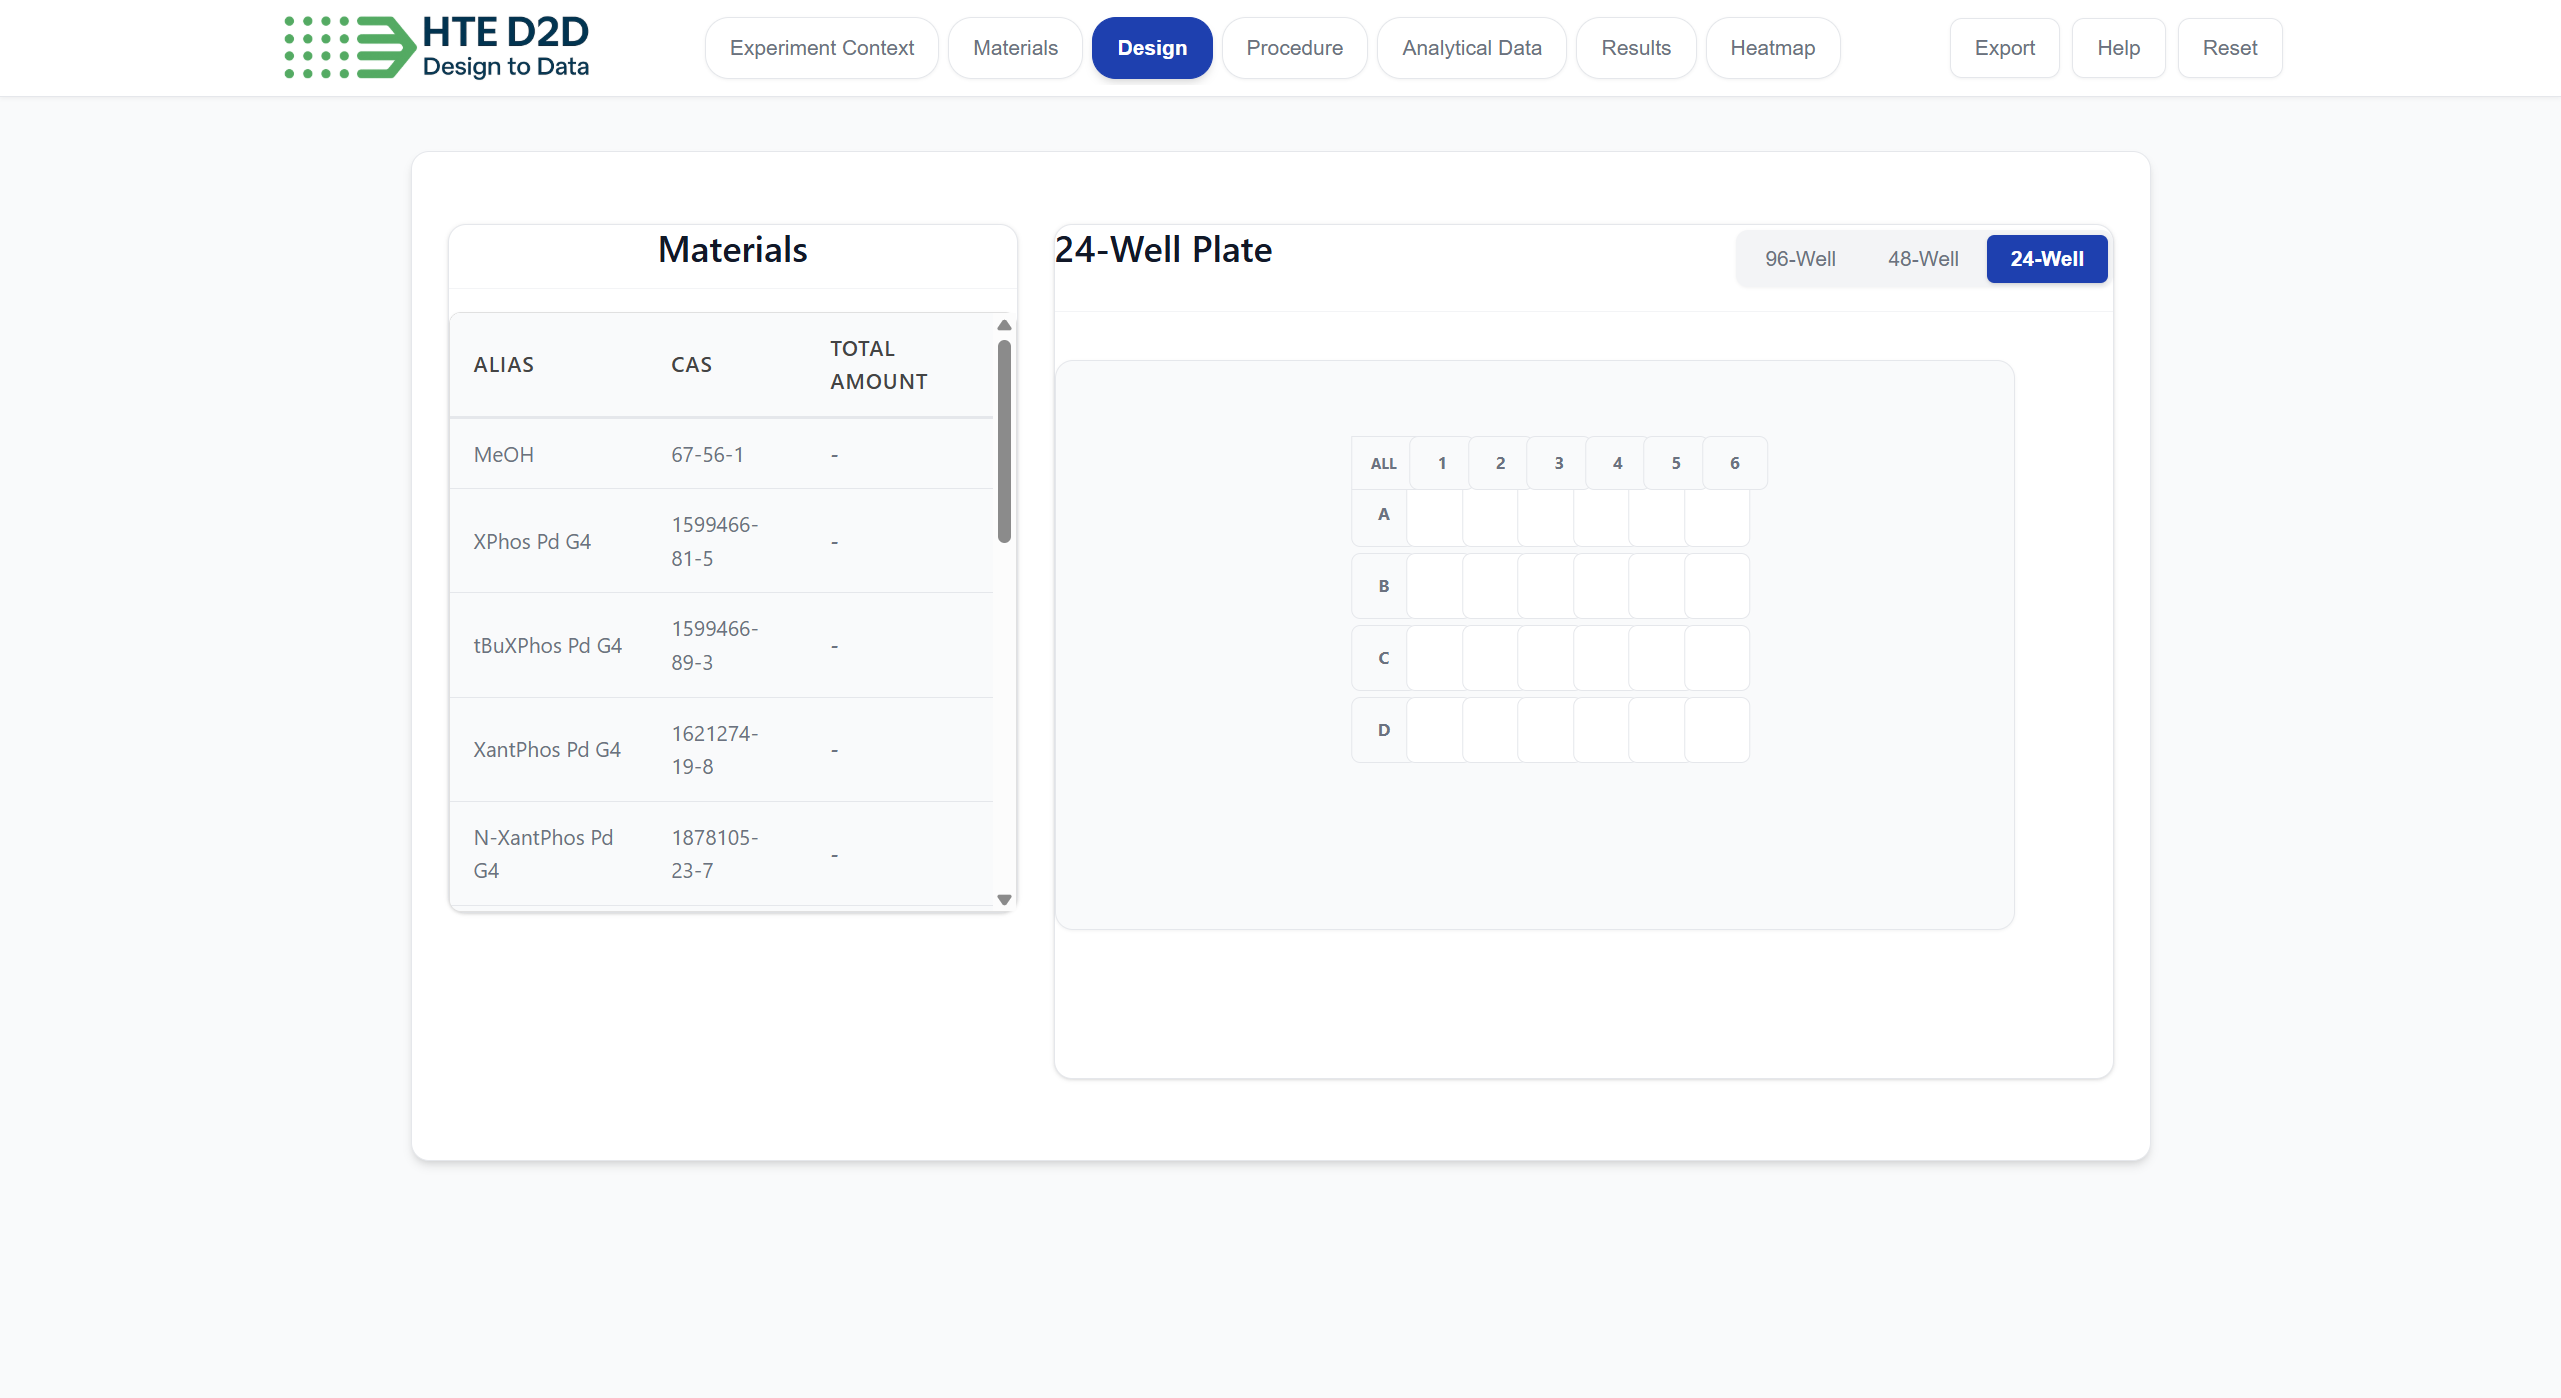 HTE D2D
Design to Data
Experiment Context
Materials
Design
Procedure
Analytical Data
Results
Heatmap
Export
Help
Reset
Materials
ALIAS CAS TOTAL AMOUNT
MeOH 67-56-1 -
XPhos Pd G4 1599466-81-5 -
tBuXPhos Pd G4 1599466-89-3 -
XantPhos Pd G4 1621274-19-8 -
N-XantPhos Pd G4 1878105-23-7 -
24-Well Plate
96-Well 48-Well 24-Well
ALL 1 2 3 4 5 6
A
B
C
D